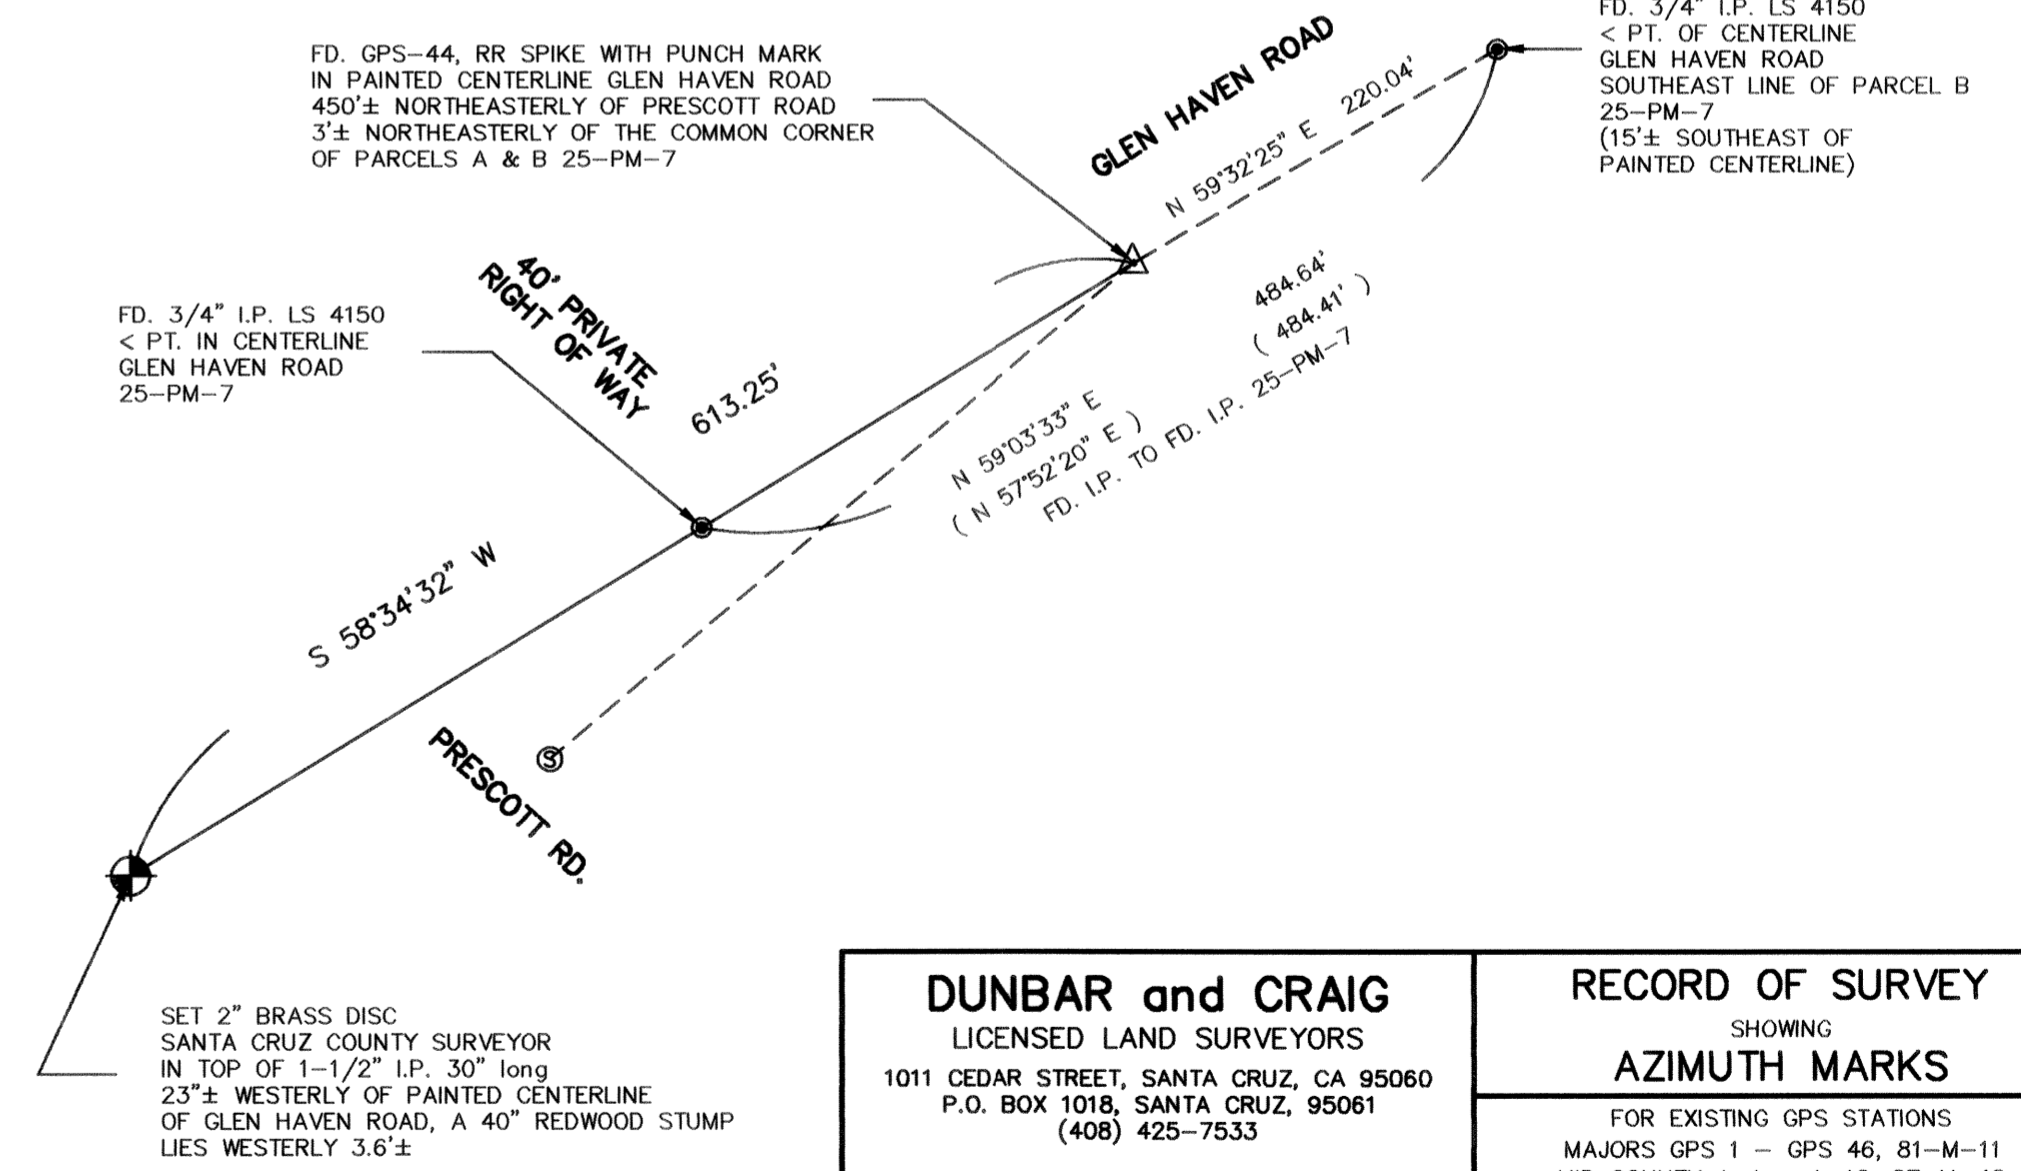 FD. GPS-44, RR SPIKE WITH PUNCH MARK
IN PAINTED CENTERLINE GLEN HAVEN ROAD
450'± NORTHEASTERLY OF PRESCOTT ROAD
3'± NORTHEASTERLY OF THE COMMON CORNER
OF PARCELS A & B 25-PM-7
FD. 3/4" I.P. LS 4150
< PT. OF CENTERLINE
GLEN HAVEN ROAD
SOUTHEAST LINE OF PARCEL B
25-PM-7
(15'± SOUTHEAST OF
PAINTED CENTERLINE)
GLEN HAVEN ROAD
N 59°32'25" E 220.04'
FD. 3/4" I.P. LS 4150
< PT. IN CENTERLINE
GLEN HAVEN ROAD
25-PM-7
40' PRIVATE
RIGHT OF WAY
613.25'
S 58°34'32" W
484.64'
( 484.41' )
N 59°03'33" E
( N 57°52'20" E )
FD. I.P. TO FD. I.P. 25-PM-7
S
PRESCOTT RD.
SET 2" BRASS DISC
SANTA CRUZ COUNTY SURVEYOR
IN TOP OF 1-1/2" I.P. 30" long
23"± WESTERLY OF PAINTED CENTERLINE
OF GLEN HAVEN ROAD, A 40" REDWOOD STUMP
LIES WESTERLY 3.6'±
DUNBAR and CRAIG
LICENSED LAND SURVEYORS
1011 CEDAR STREET, SANTA CRUZ, CA 95060
P.O. BOX 1018, SANTA CRUZ, 95061
(408) 425-7533
RECORD OF SURVEY
SHOWING
AZIMUTH MARKS
FOR EXISTING GPS STATIONS
MAJORS GPS 1 - GPS 46, 81-M-11